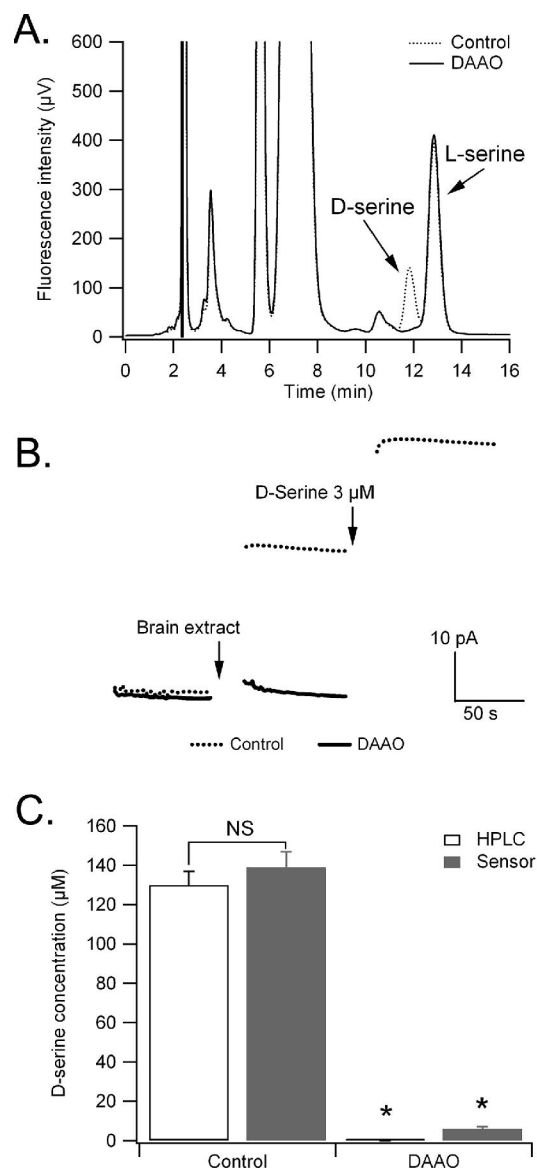 A.
Control
DAAO
600
500
400
300
200
100
0
Fluorescence intensity (µV)
L-serine
D-serine
0 2 4 6 8 10 12 14 16
Time (min)
B.
D-Serine 3 µM
Brain extract
10 pA
50 s
Control DAAO
C.
160
140
120
100
80
60
40
20
0
D-serine concentration (µM)
NS
HPLC
Sensor
* *
Control DAAO